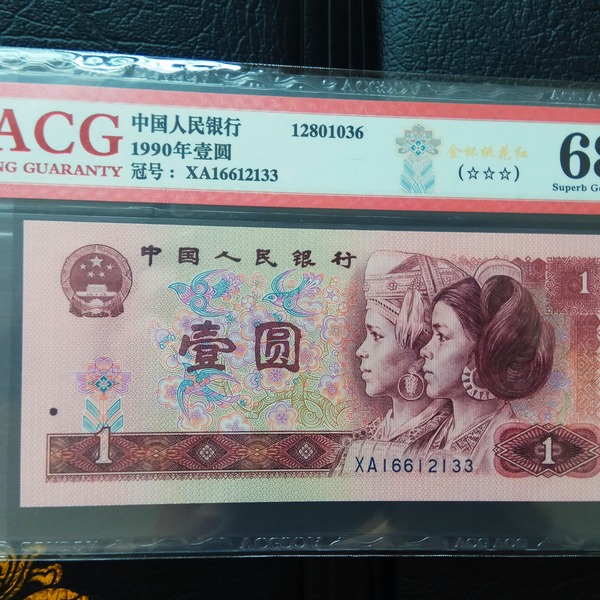 ACG
NG GUARANTY
中国人民银行
1990年壹圆
冠号： XA16612133
12801036
金杯桃花红
(☆☆☆)
68
Superb Ge
中国人民银行
壹圆
1
1
1
XA16612133